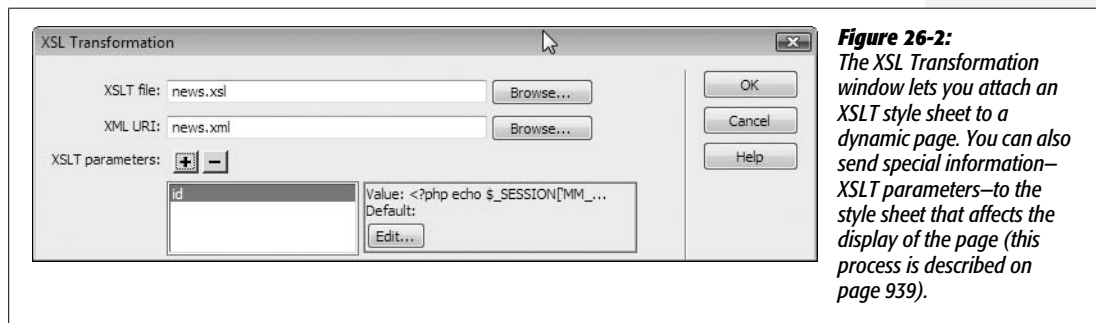 XSL Transformation
XSLT file: news.xsl Browse... OK
XML URI: news.xml Browse... Cancel
XSLT parameters: + − Help
id
Value: <?php echo $_SESSION['MM_...
Default:
Edit...
Figure 26-2:
The XSL Transformation
window lets you attach an
XSLT style sheet to a
dynamic page. You can also
send special information—
XSLT parameters—to the
style sheet that affects the
display of the page (this
process is described on
page 939).